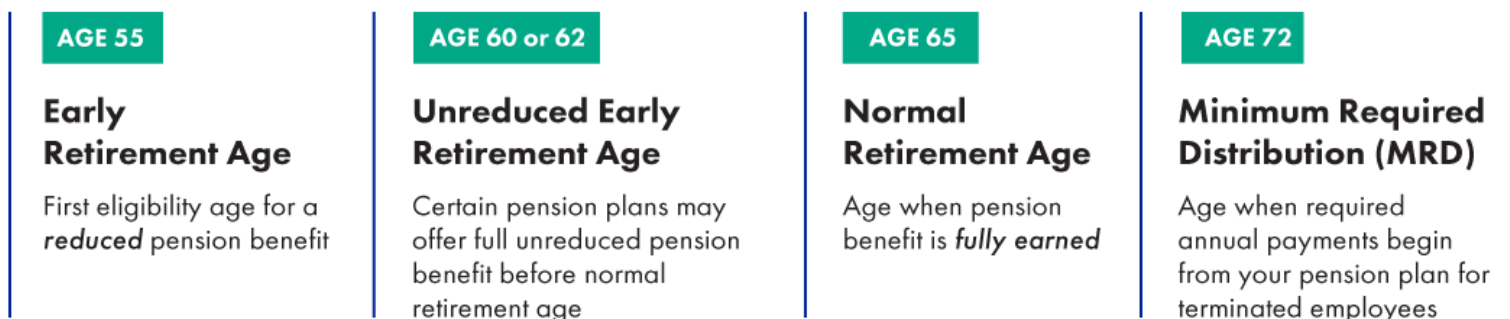 AGE 55
Early
Retirement Age
First eligibility age for a
reduced pension benefit
AGE 60 or 62
Unreduced Early
Retirement Age
Certain pension plans may
offer full unreduced pension
benefit before normal
retirement age
AGE 65
Normal
Retirement Age
Age when pension
benefit is fully earned
AGE 72
Minimum Required
Distribution (MRD)
Age when required
annual payments begin
from your pension plan for
terminated employees